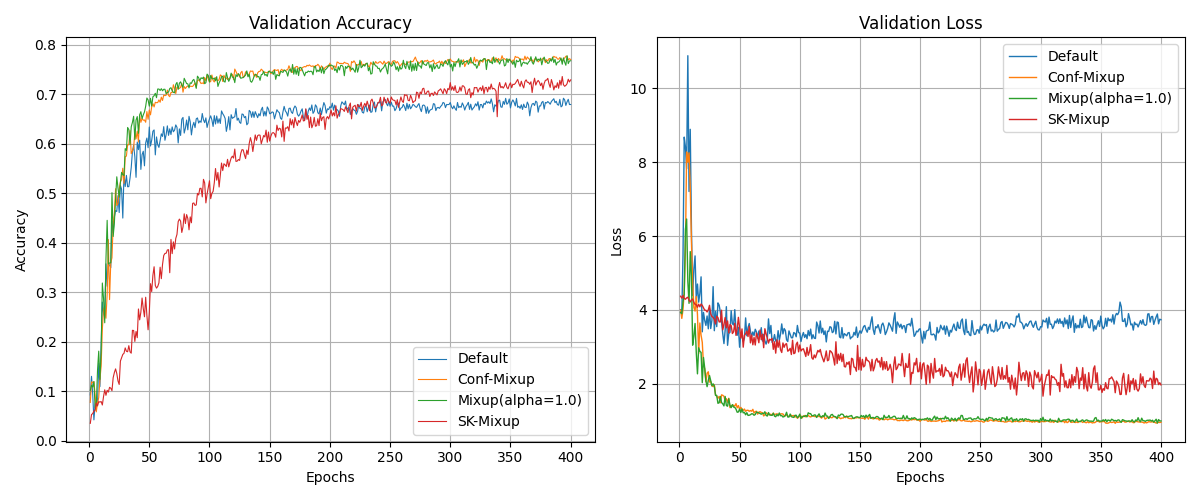 Validation Accuracy
0.8
0.7
0.6
0.5
0.4
0.3
0.2
0.1
0.0
Accuracy
0 50 100 150 200 250 300 350 400
Epochs
Default
Conf-Mixup
Mixup(alpha=1.0)
SK-Mixup
Validation Loss
10
8
6
4
2
Loss
0 50 100 150 200 250 300 350 400
Epochs
Default
Conf-Mixup
Mixup(alpha=1.0)
SK-Mixup